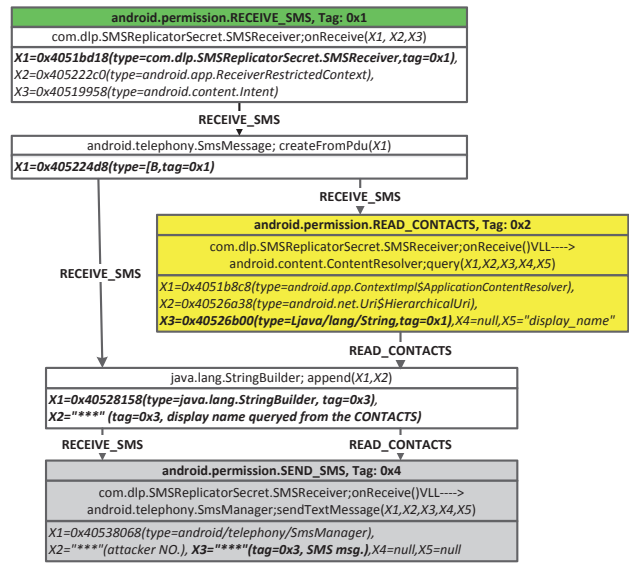 android.permission.RECEIVE_SMS, Tag: 0x1
com.dlp.SMSReplicatorSecret.SMSReceiver;onReceive(X1, X2,X3)
X1=0x4051bd18(type=com.dlp.SMSReplicatorSecret.SMSReceiver,tag=0x1),
X2=0x405222c0(type=android.app.ReceiverRestrictedContext),
X3=0x40519958(type=android.content.Intent)
RECEIVE_SMS
android.telephony.SmsMessage; createFromPdu(X1)
X1=0x405224d8(type=[B,tag=0x1)
RECEIVE_SMS
android.permission.READ_CONTACTS, Tag: 0x2
com.dlp.SMSReplicatorSecret.SMSReceiver;onReceive()VLL---->
android.content.ContentResolver;query(X1,X2,X3,X4,X5)
RECEIVE_SMS
X1=0x4051b8c8(type=android.app.ContextImpl$ApplicationContentResolver),
X2=0x40526a38(type=android.net.Uri$HierarchicalUri),
X3=0x40526b00(type=Ljava/lang/String,tag=0x1),X4=null,X5="display_name"
READ_CONTACTS
java.lang.StringBuilder; append(X1,X2)
X1=0x40528158(type=java.lang.StringBuilder, tag=0x3),
X2="***" (tag=0x3, display name queryed from the CONTACTS)
RECEIVE_SMS READ_CONTACTS
android.permission.SEND_SMS, Tag: 0x4
com.dlp.SMSReplicatorSecret.SMSReceiver;onReceive()VLL---->
android.telephony.SmsManager;sendTextMessage(X1,X2,X3,X4,X5)
X1=0x40538068(type=android/telephony/SmsManager),
X2="***"(attacker NO.), X3="***"(tag=0x3, SMS msg.),X4=null,X5=null